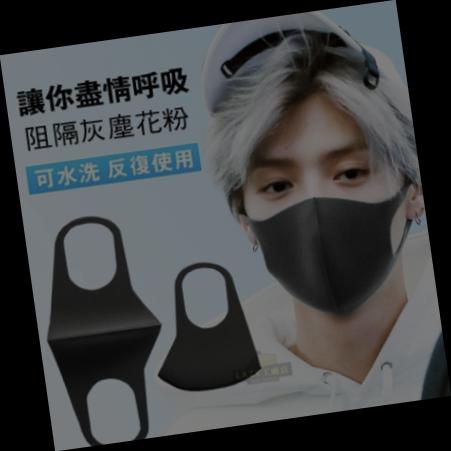 讓你盡情呼吸
阻隔灰塵花粉
可水洗 反復使用